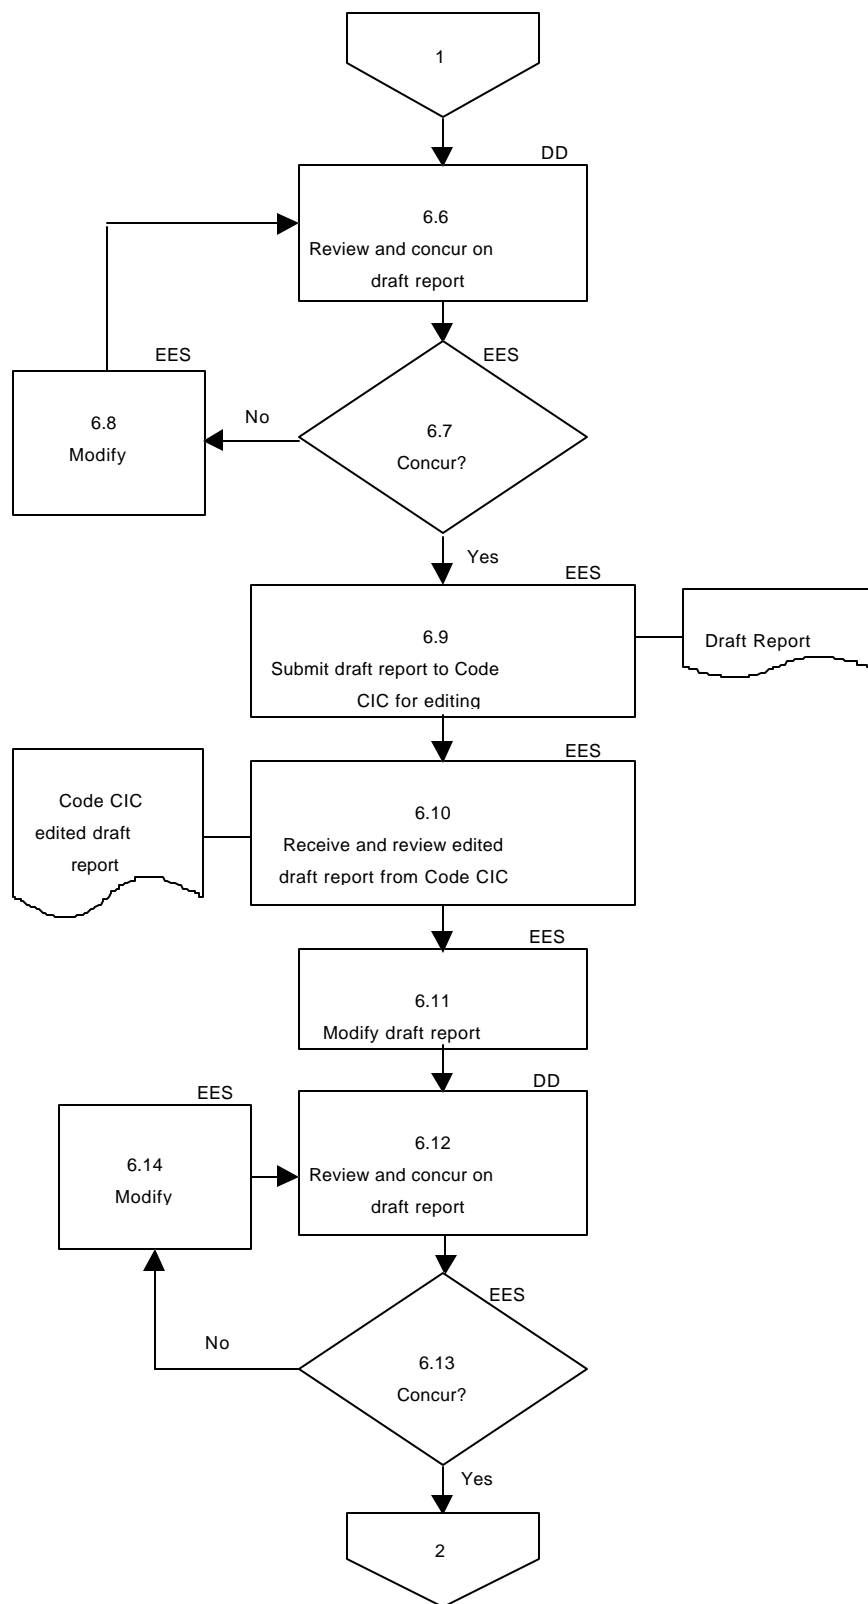 1
DD
6.6
Review and concur on
draft report
EES
EES
6.8
Modify
No
6.7
Concur?
Yes
EES
6.9
Submit draft report to Code
CIC for editing
Draft Report
EES
Code CIC
edited draft
report
6.10
Receive and review edited
draft report from Code CIC
EES
6.11
Modify draft report
DD
EES
6.12
Review and concur on
draft report
6.14
Modify
EES
No
6.13
Concur?
Yes
2